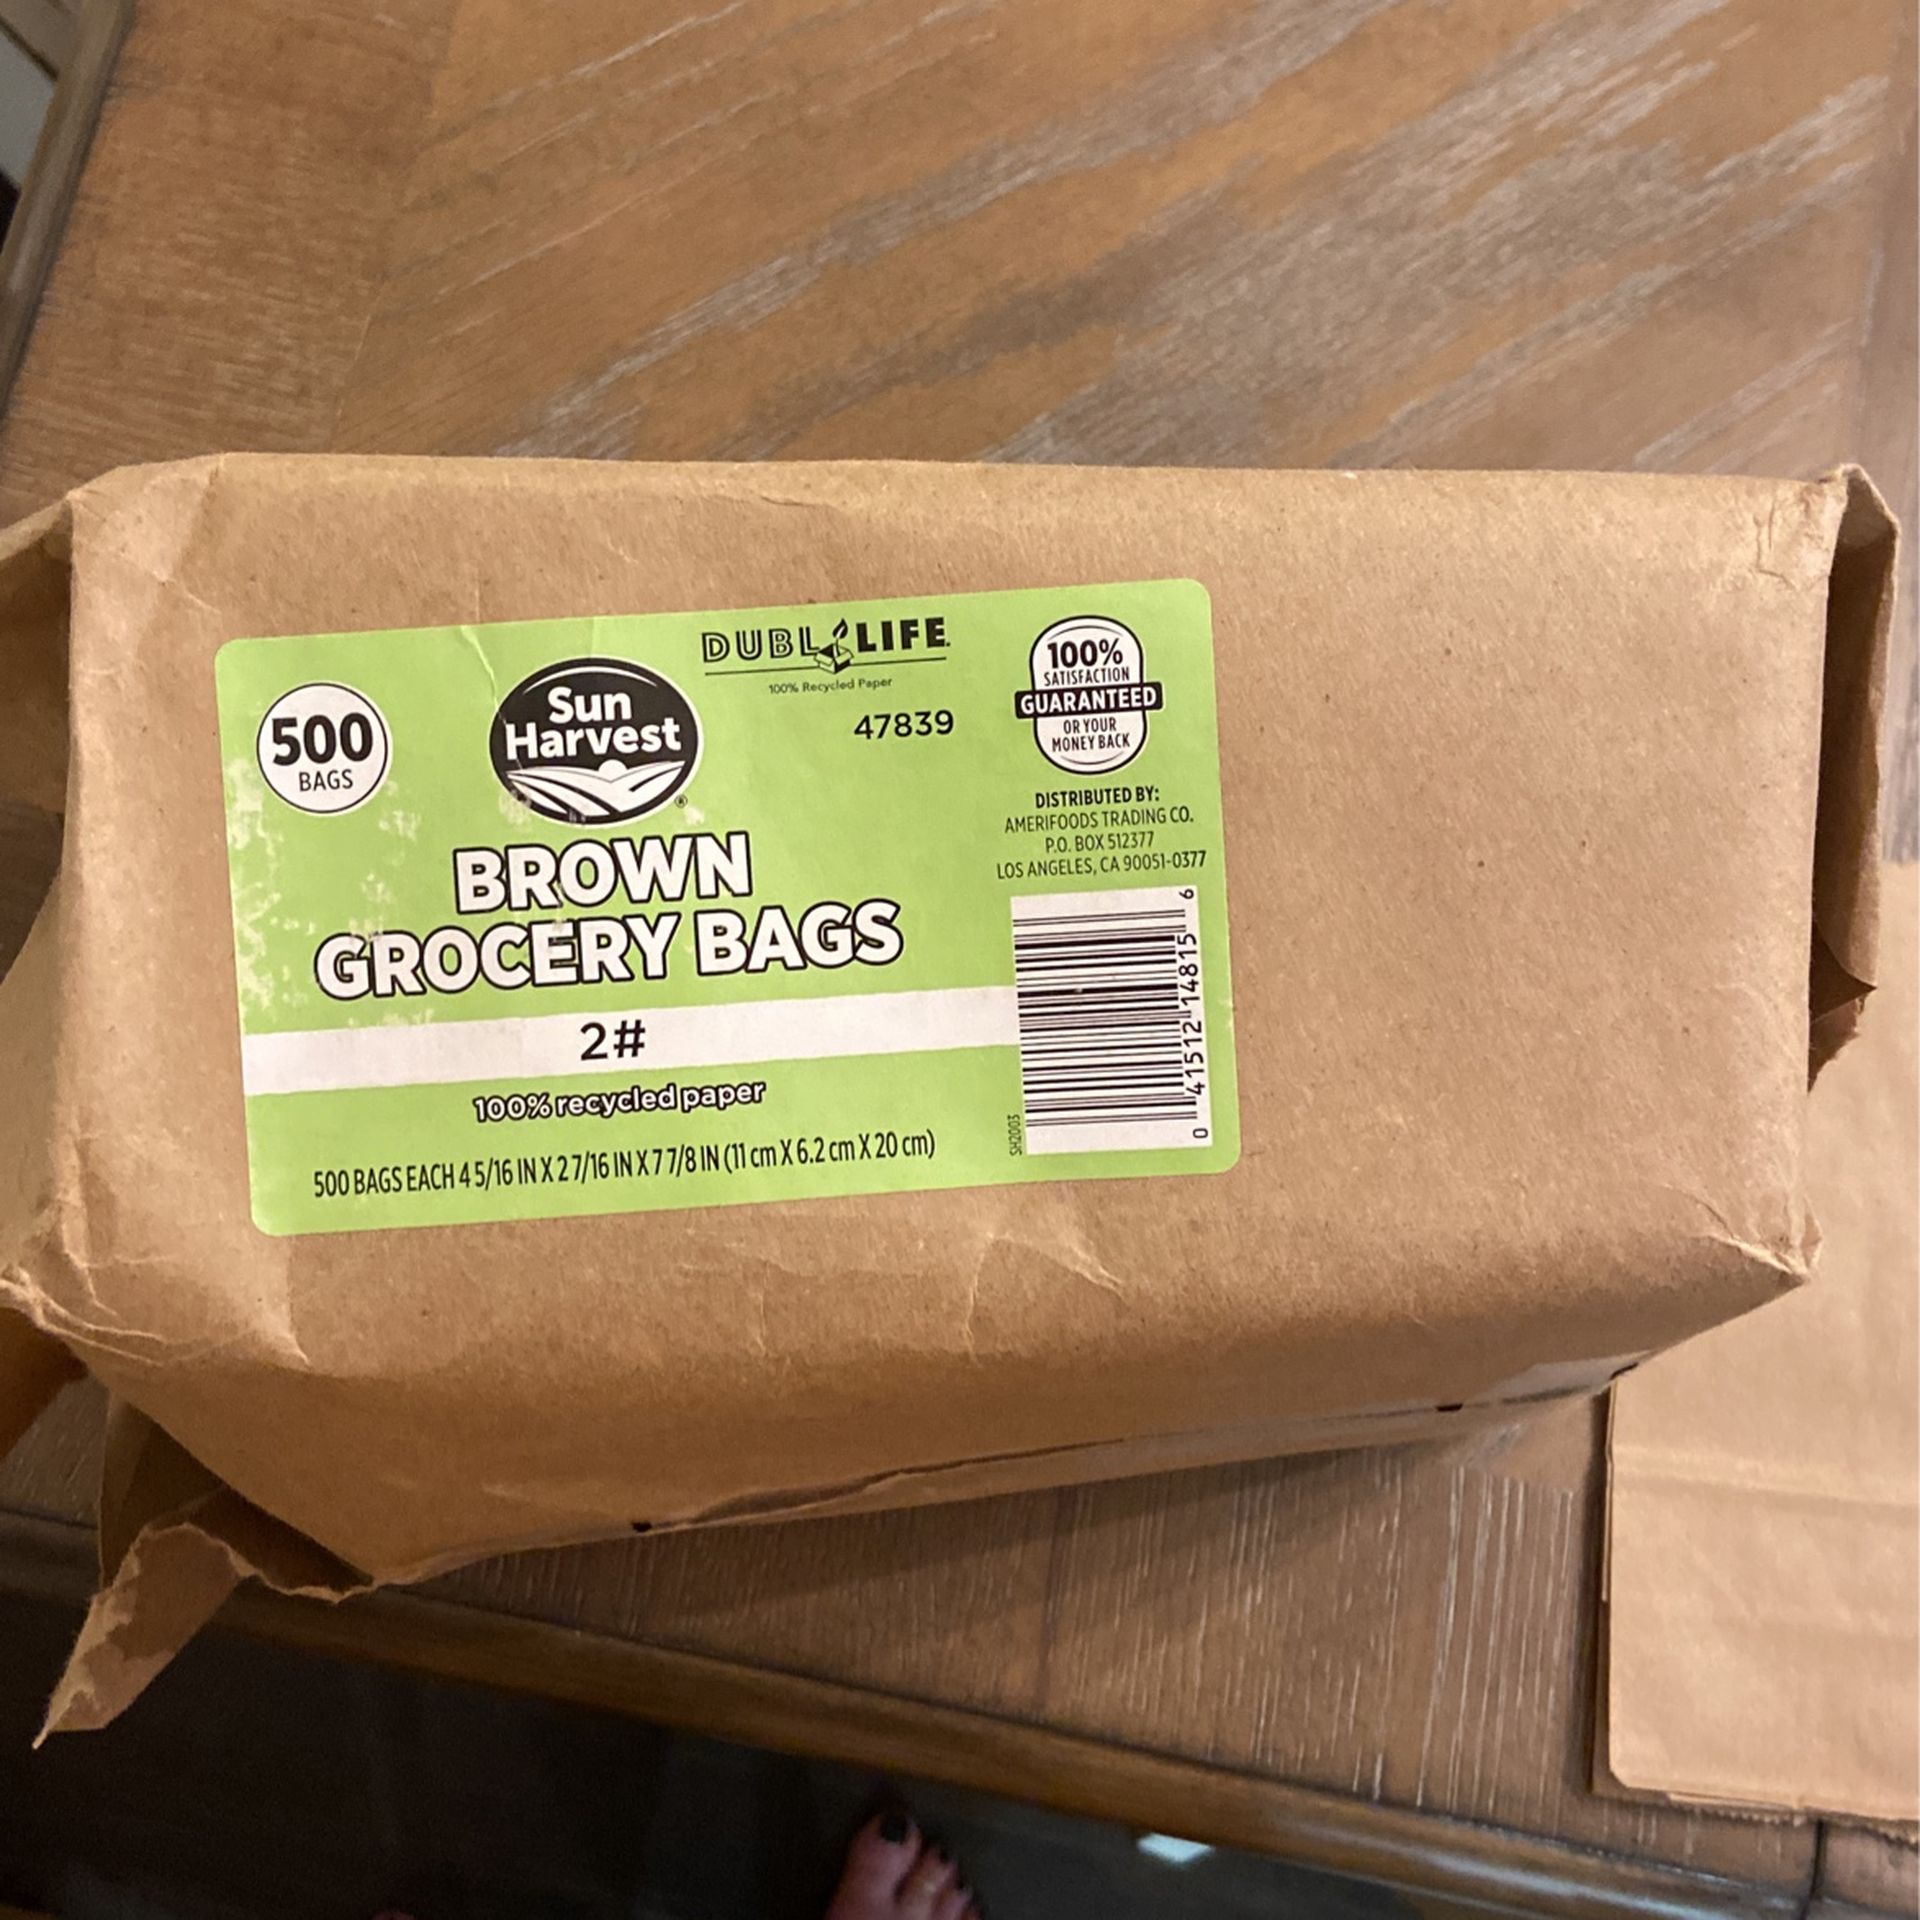 DUBL LIFE
100% Recycled Paper
47839
500
BAGS
Sun
Harvest®
BROWN
GROCERY BAGS
2#
100% recycled paper
500 BAGS EACH 4 5/16 IN X 2 7/16 IN X 7 7/8 IN (11 cm X 6.2 cm X 20 cm)
100%
SATISFACTION
GUARANTEED
OR YOUR
MONEY BACK
DISTRIBUTED BY:
AMERIFOODS TRADING CO.
P.O. BOX 512377
LOS ANGELES, CA 90051-0377
0 41512 14815 6
SH2003